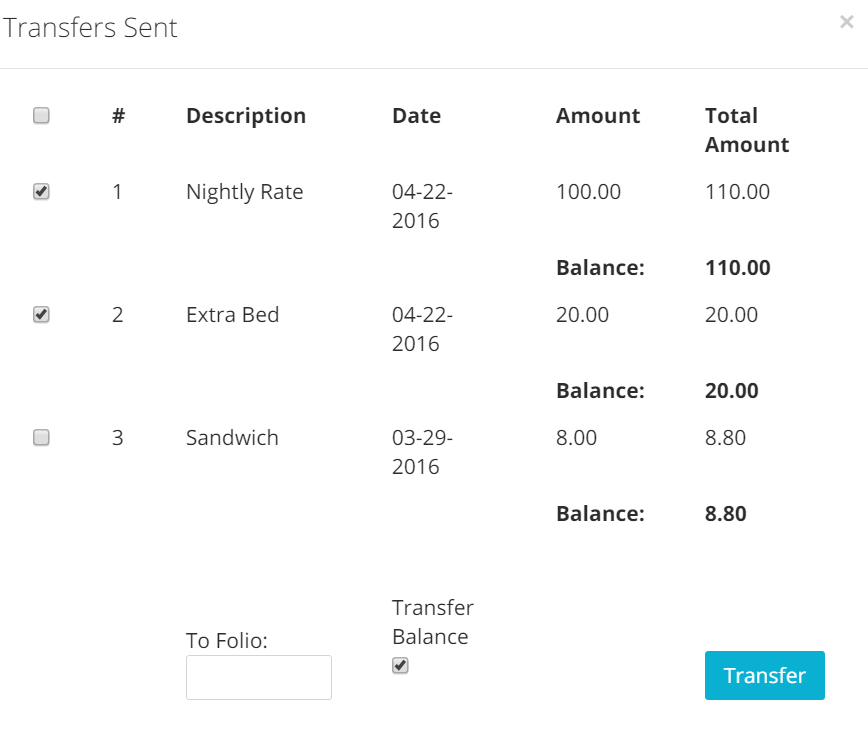 Transfers Sent ×
# Description Date Amount Total
Amount
1 Nightly Rate 04-22- 100.00 110.00
2016
Balance: 110.00
2 Extra Bed 04-22- 20.00 20.00
2016
Balance: 20.00
3 Sandwich 03-29- 8.00 8.80
2016
Balance: 8.80
Transfer
Balance
To Folio:
Transfer